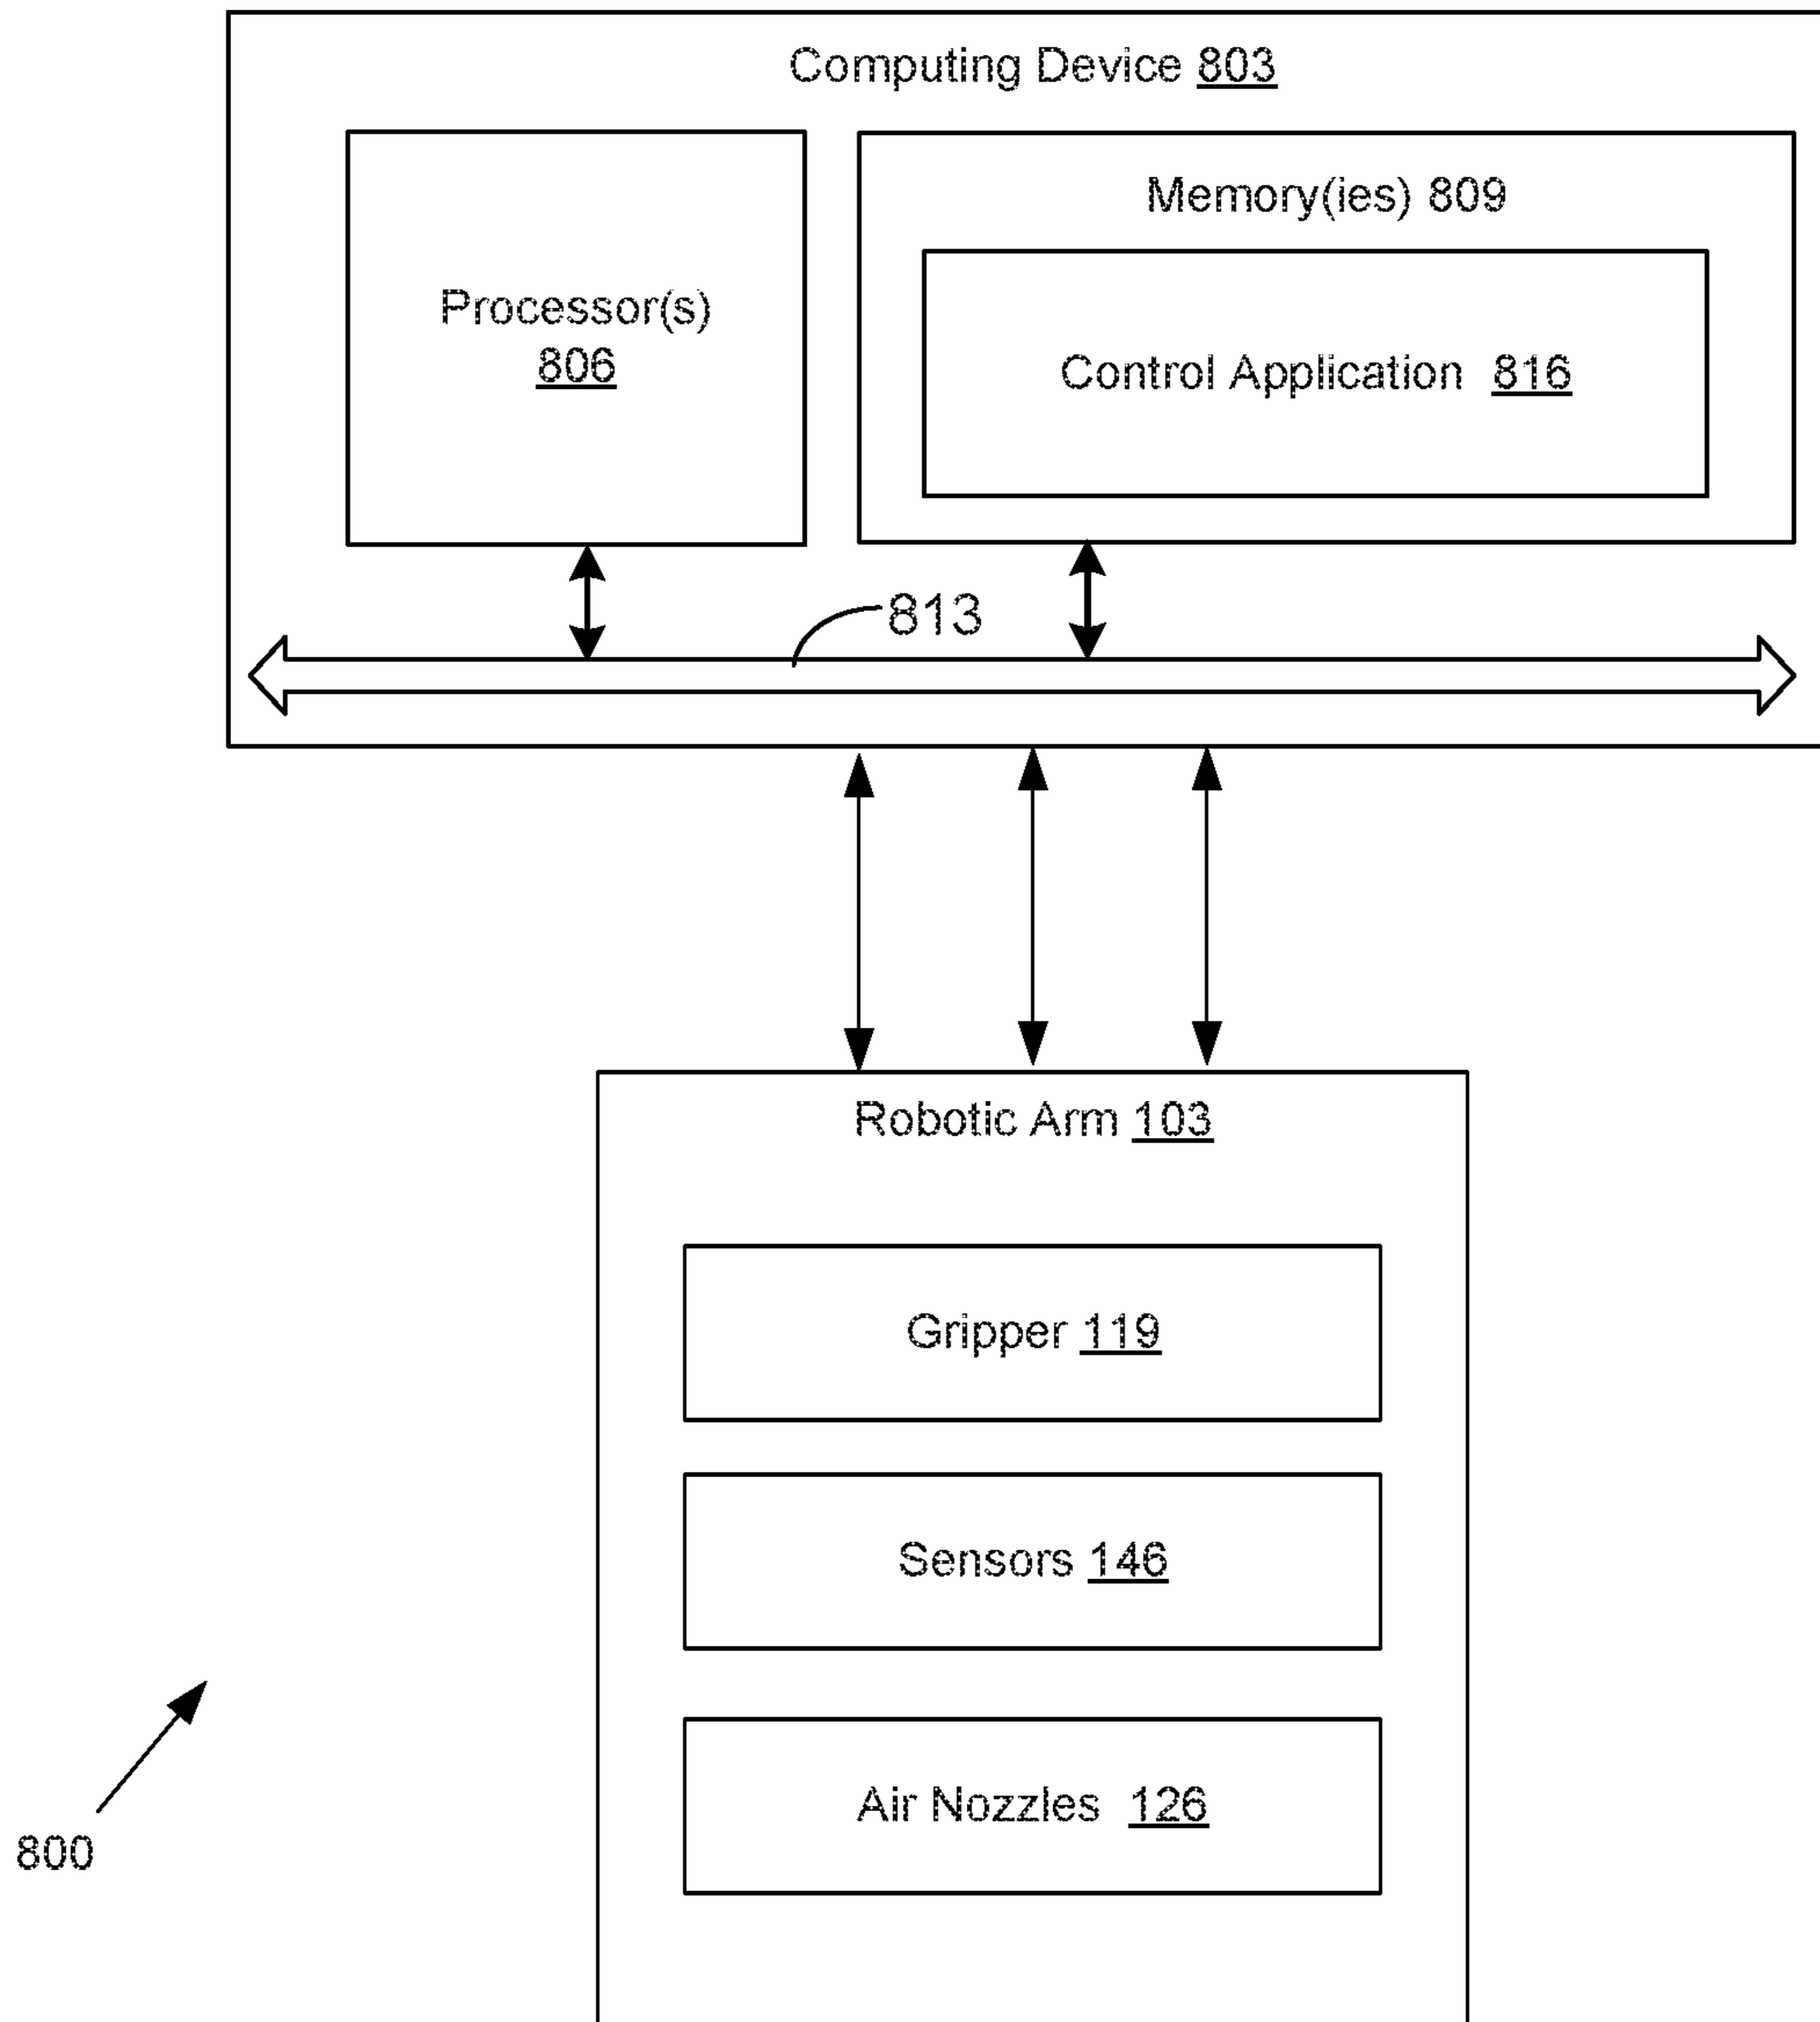 Computing Device 803
Memory(ies) 809
Processor(s)
806
Control Application 816
813
Robotic Arm 103
Gripper 119
Sensors 146
Air Nozzles 126
800